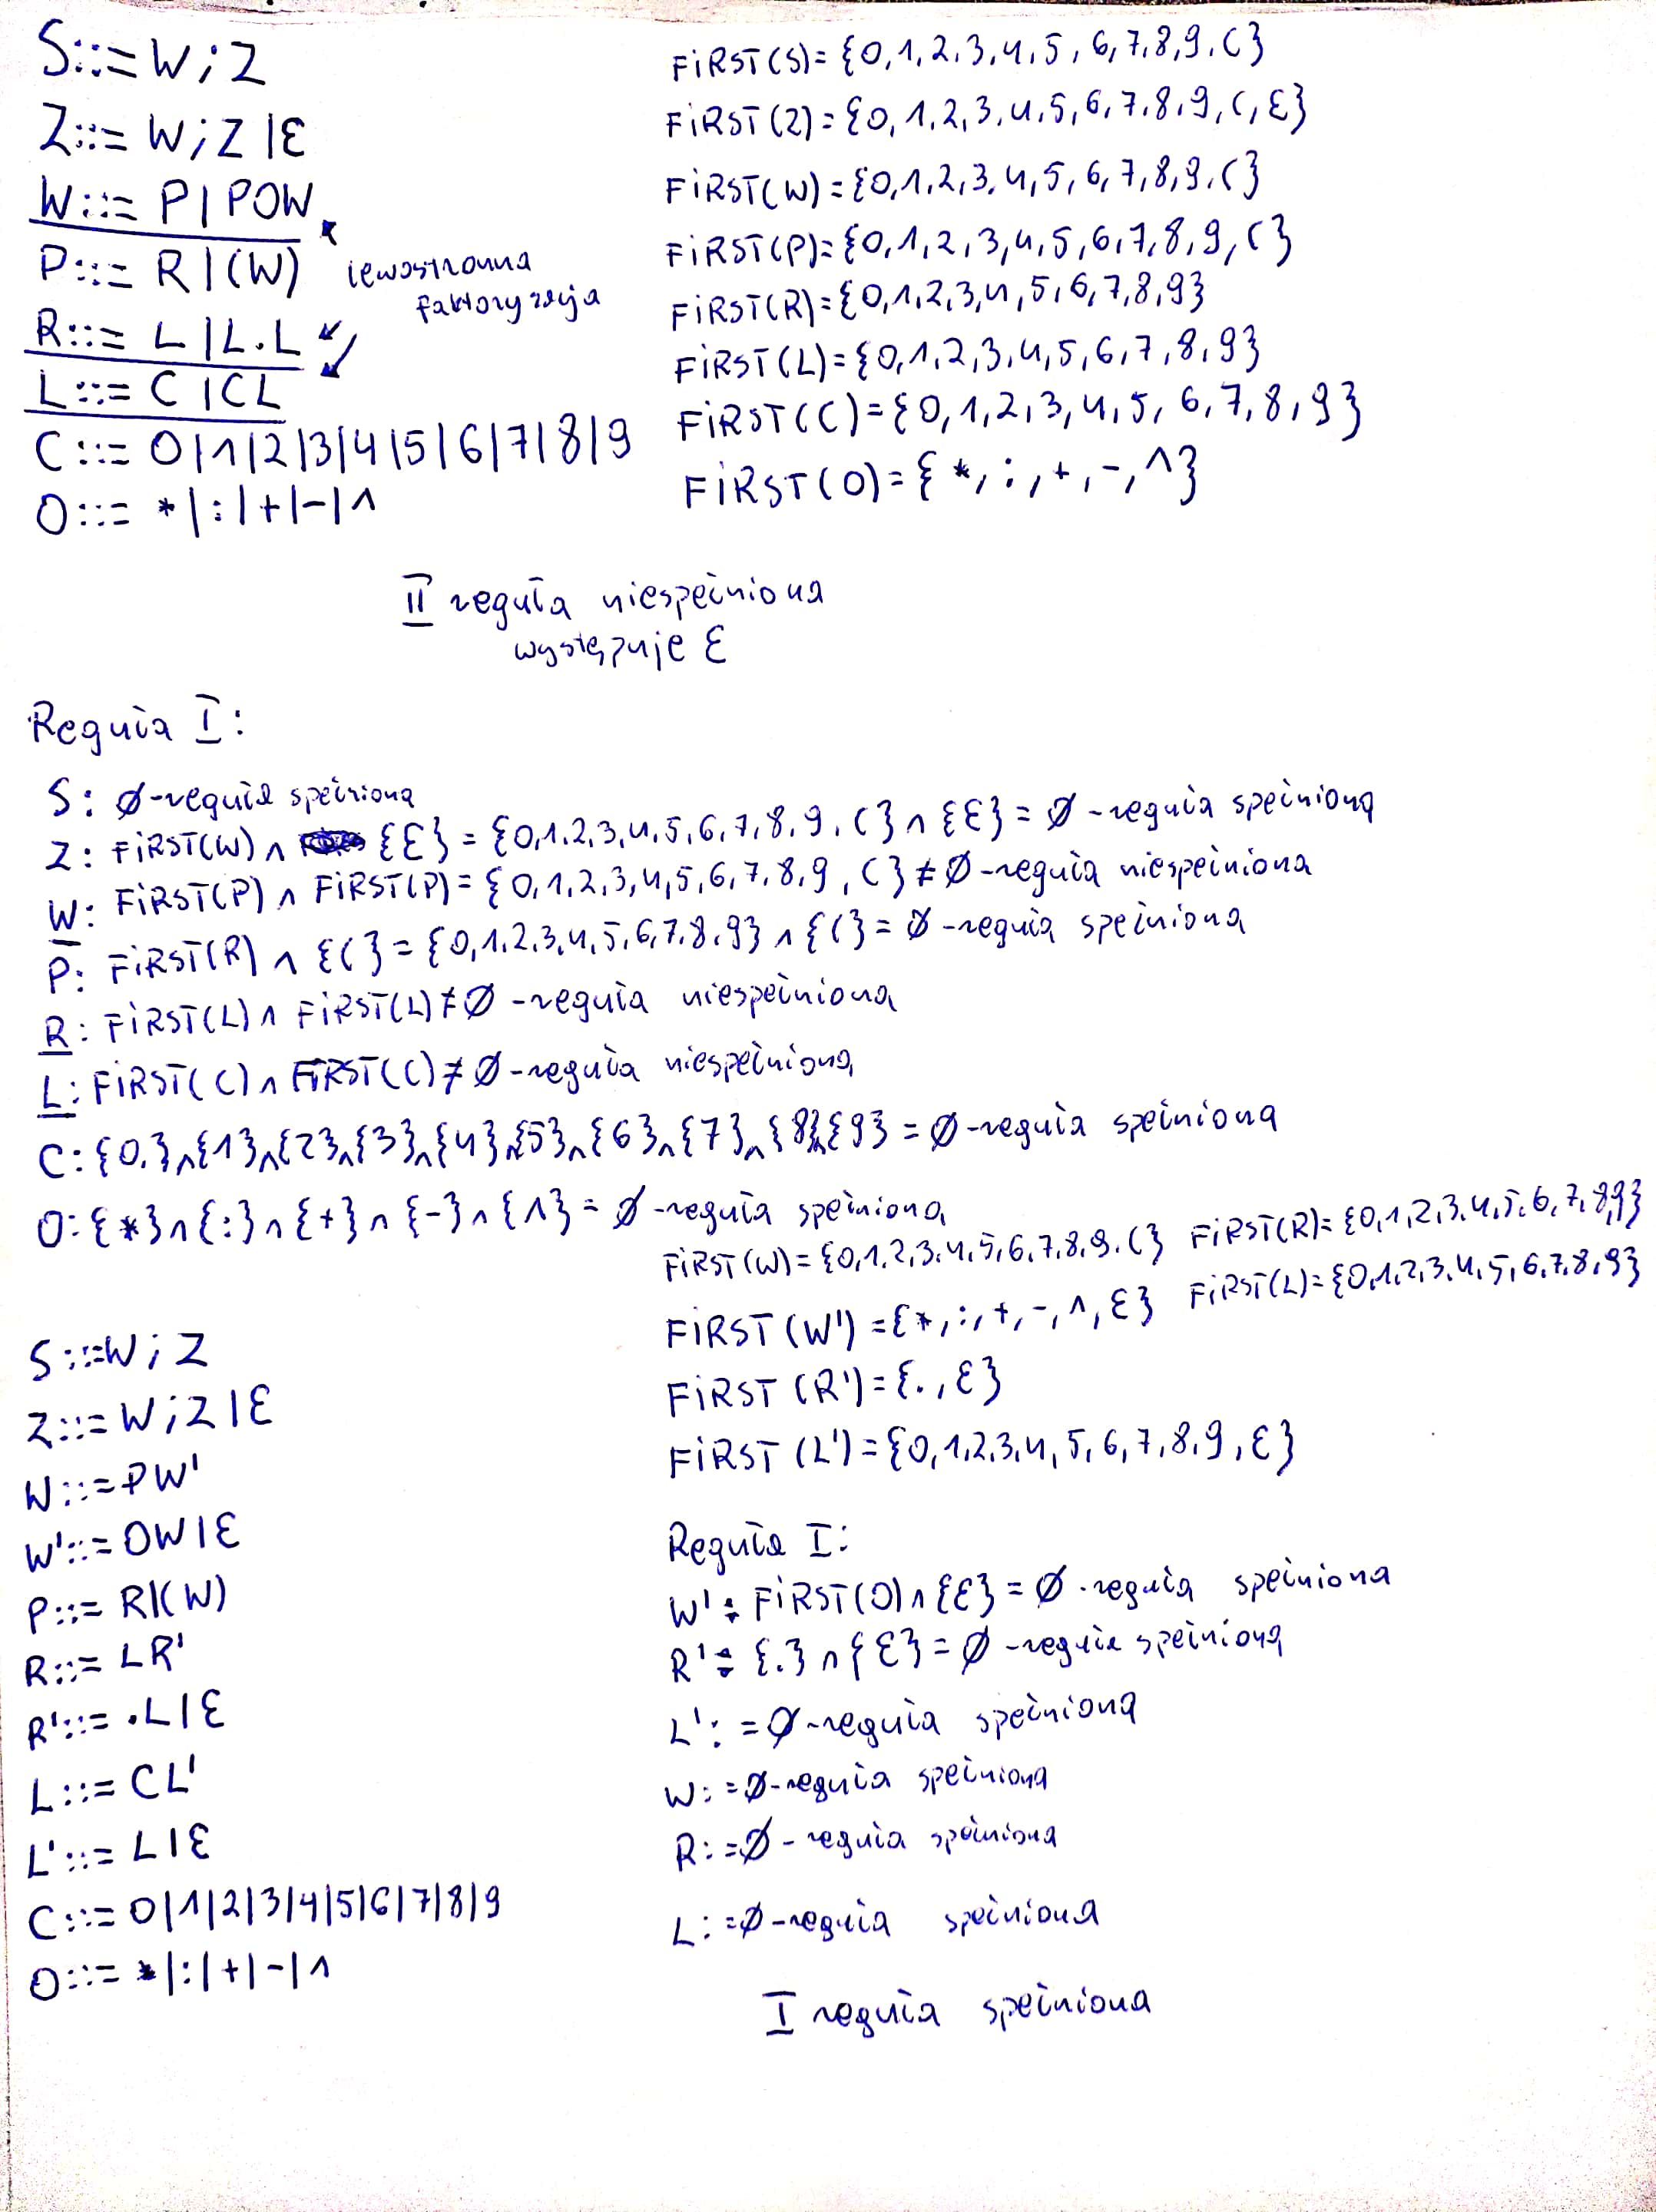 S::=W;Z
Z::= W;Z|ε
W::= P|POW
P::= R|(W)
lewostronna
faktoryzacja
R::= L|L.L
L::= C|CL
C::= 0|1|2|3|4|5|6|7|8|9
O::= *|:|+|-|^
FiRST(S)={0,1,2,3,4,5,6,7,8,9,(}
FiRST(Z)={0,1,2,3,4,5,6,7,8,9,(,ε}
FiRST(W)={0,1,2,3,4,5,6,7,8,9,(}
FiRST(P)={0,1,2,3,4,5,6,7,8,9,(}
FiRST(R)={0,1,2,3,4,5,6,7,8,9}
FiRST(L)={0,1,2,3,4,5,6,7,8,9}
FiRST(C)={0,1,2,3,4,5,6,7,8,9}
FiRST(O)={*,:,+,-,^}
II reguła niespełniona
występuje ε
Reguła I:
S: ∅-reguła spełniona
Z: FiRST(W)∩{ε}={0,1,2,3,4,5,6,7,8,9,(}∩{ε}=∅-reguła spełniona
W: FiRST(P)∩FiRST(P)={0,1,2,3,4,5,6,7,8,9,(}≠∅-reguła niespełniona
P: FiRST(R)∩{(}={0,1,2,3,4,5,6,7,8,9}∩{(}=∅-reguła spełniona
R: FiRST(L)∩FiRST(L)≠∅-reguła niespełniona
L: FiRST(C)∩FiRST(C)≠∅-reguła niespełniona
C:{0}∩{1}∩{2}∩{3}∩{4}∩{5}∩{6}∩{7}∩{8}∩{9}=∅-reguła spełniona
O:{*}∩{:}∩{+}∩{-}∩{^}=∅-reguła spełniona
S::=W;Z
Z::=W;Z|ε
W::=PW'
W'::=OW|ε
P::=R|(W)
R::= LR'
R'::= .L|ε
L::= CL'
L'::= L|ε
C::= 0|1|2|3|4|5|6|7|8|9
O::= *|:|+|-|^
FiRST(W)={0,1,2,3,4,5,6,7,8,9,(} FiRST(R)={0,1,2,3,4,5,6,7,8,9}
FiRST(W')={*,:,+,-,^,ε} FiRST(L)={0,1,2,3,4,5,6,7,8,9}
FiRST(R')={.,ε}
FiRST(L')={0,1,2,3,4,5,6,7,8,9,ε}
Reguła I:
W': FiRST(O)∩{ε}=∅-reguła spełniona
R': {.}∩{ε}=∅-reguła spełniona
L':=∅-reguła spełniona
W:=∅-reguła spełniona
R:=∅-reguła spełniona
L:=∅-reguła spełniona
I reguła spełniona